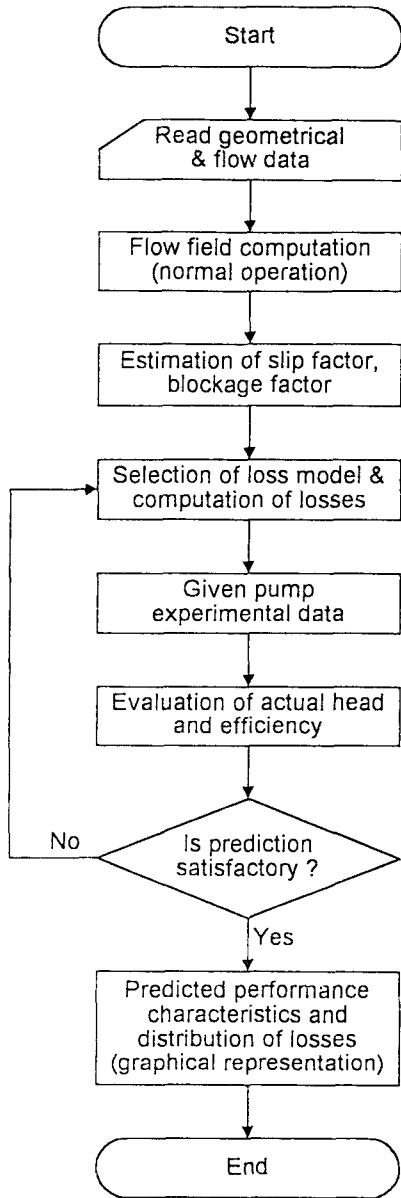 Start
Read geometrical
& flow data
Flow field computation
(normal operation)
Estimation of slip factor,
blockage factor
Selection of loss model &
computation of losses
Given pump
experimental data
Evaluation of actual head
and efficiency
No
Is prediction
satisfactory ?
Yes
Predicted performance
characteristics and
distribution of losses
(graphical representation)
End